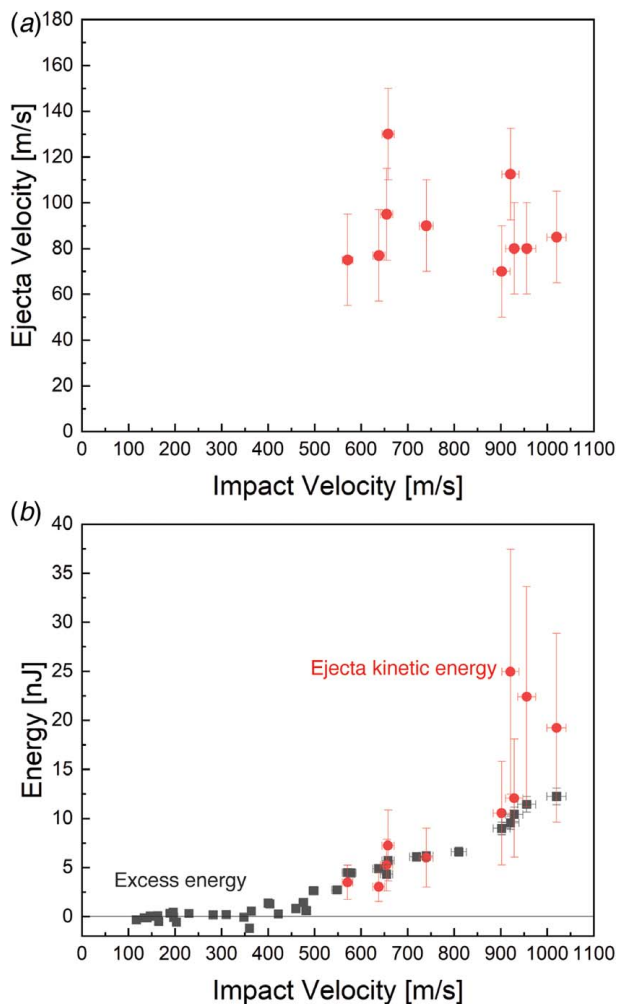 (a)
180
160
140
120
100
80
60
40
20
0
Ejecta Velocity [m/s]
0 100 200 300 400 500 600 700 800 900 1000 1100
Impact Velocity [m/s]
(b)
40
35
30
25
20
15
10
5
0
Energy [nJ]
Ejecta kinetic energy
Excess energy
0 100 200 300 400 500 600 700 800 900 1000 1100
Impact Velocity [m/s]